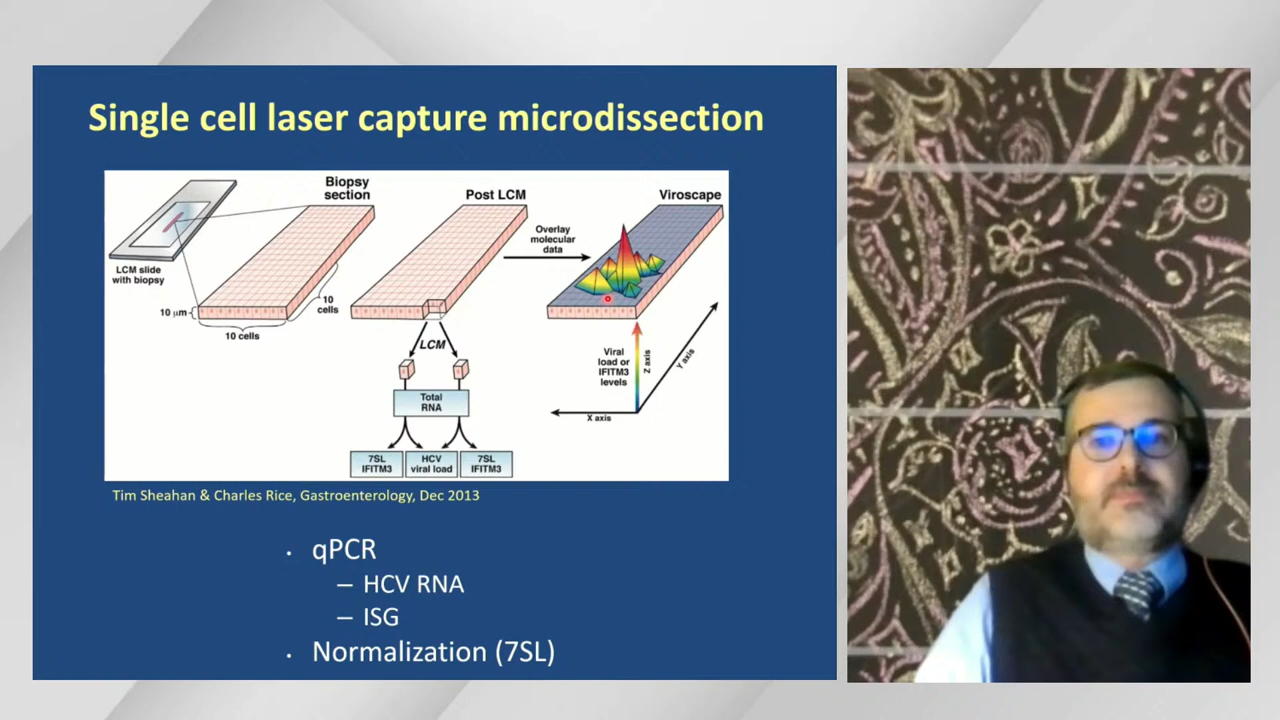 Single cell laser capture microdissection
Biopsy
section
Post LCM
Viroscape
LCM slide
with biopsy
10 μm
10 cells
10
cells
Overlay
molecular
data
LCM
Total
RNA
7SL
IFITM3
HCV
viral load
7SL
IFITM3
Viral
load or
IFITM3
levels
Z axis
Y axis
X axis
Tim Sheahan & Charles Rice, Gastroenterology, Dec 2013
• qPCR
– HCV RNA
– ISG
• Normalization (7SL)